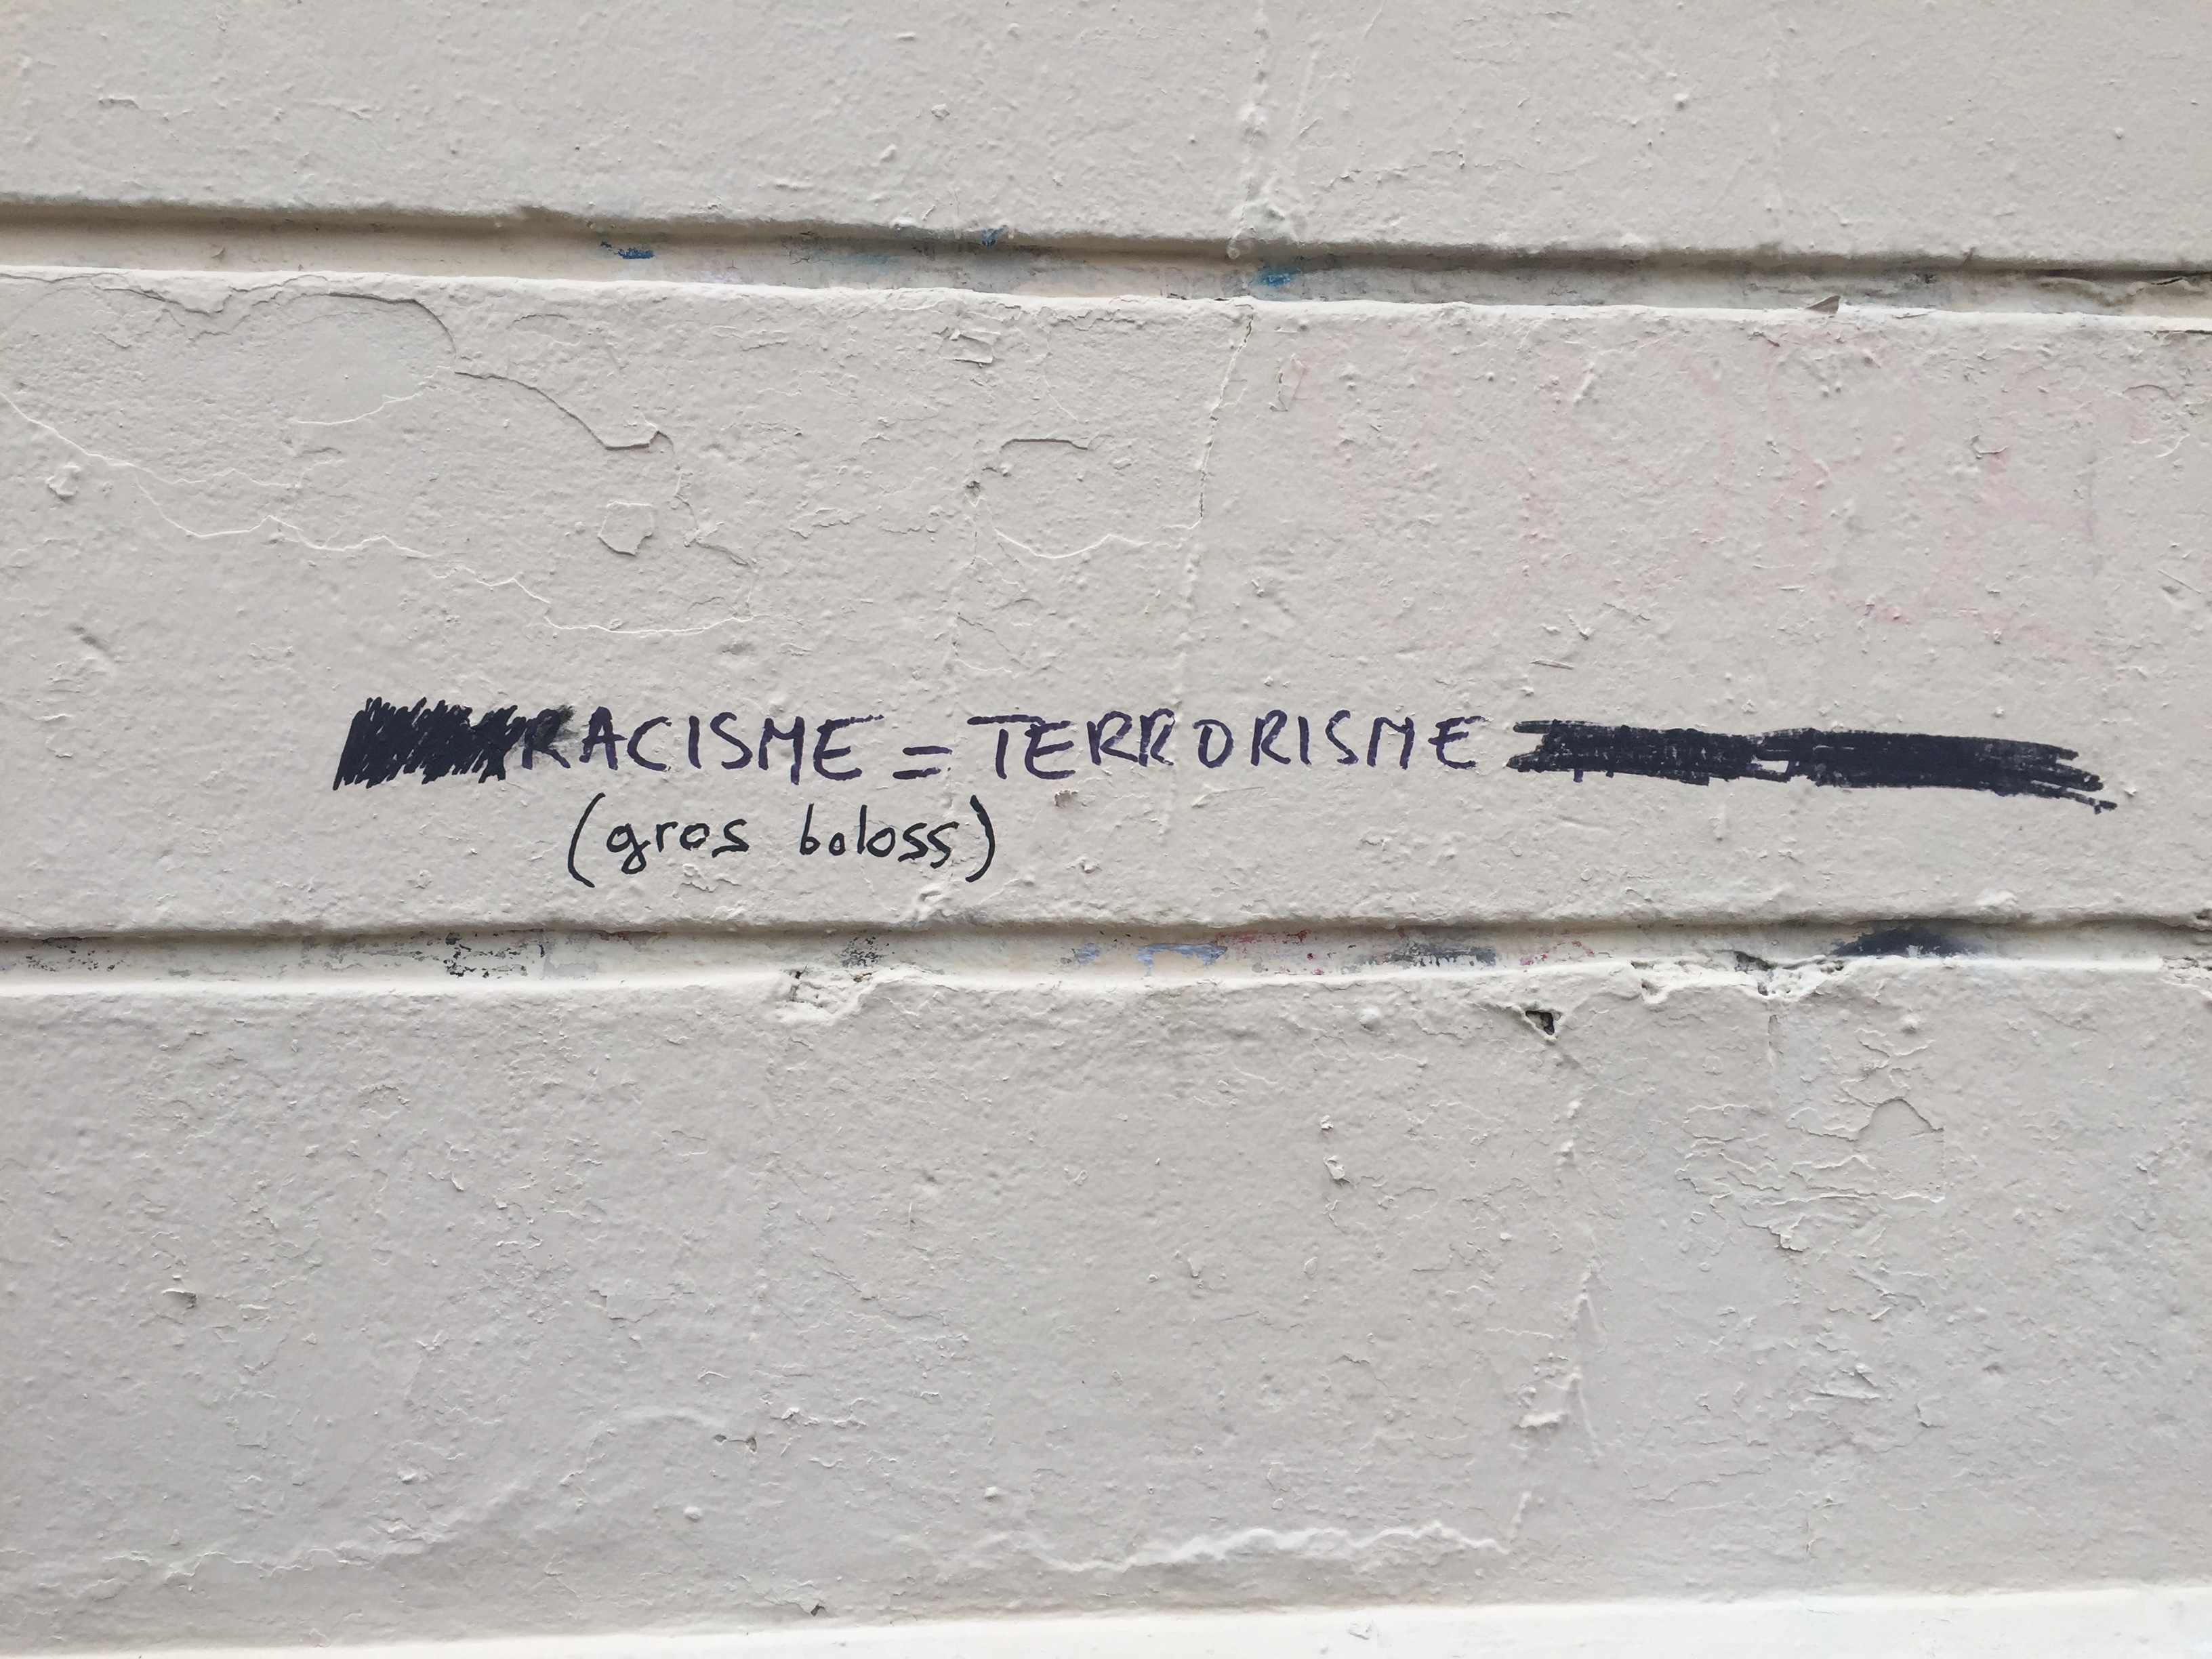 RACISME = TERRORISME
(gros boloss)